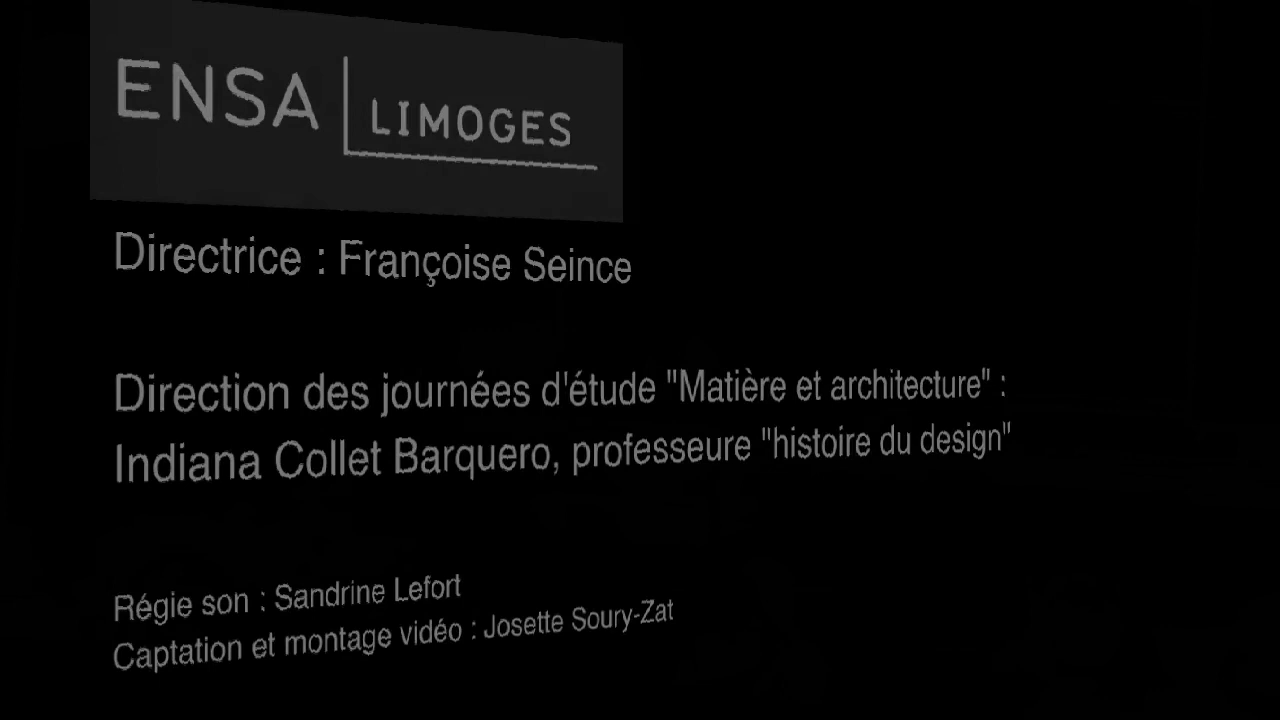 ENSA LIMOGES
Directrice : Françoise Seince
Direction des journées d'étude "Matière et architecture" :
Indiana Collet Barquero, professeure "histoire du design"
Régie son : Sandrine Lefort
Captation et montage vidéo : Josette Soury-Zat